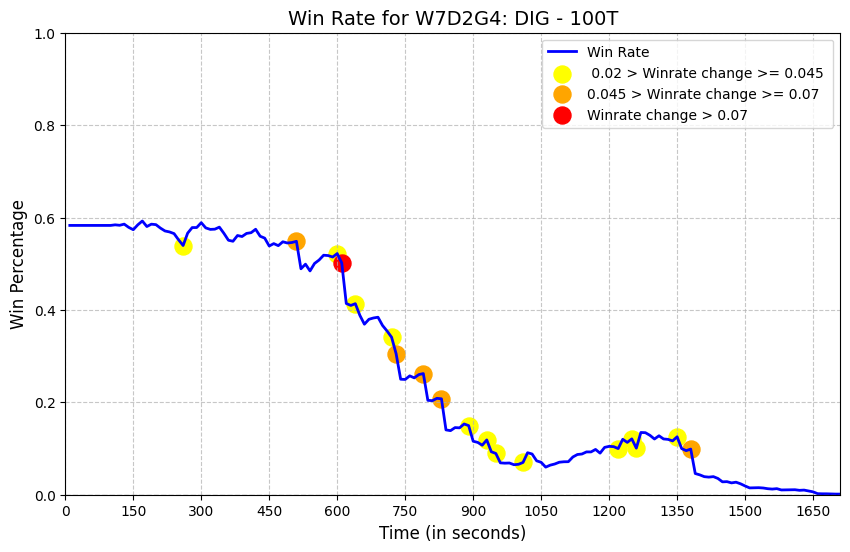 Win Rate for W7D2G4: DIG - 100T
1.0
0.8
0.6
0.4
0.2
0.0
Win Percentage
Win Rate
0.02 > Winrate change >= 0.045
0.045 > Winrate change >= 0.07
Winrate change > 0.07
0 150 300 450 600 750 900 1050 1200 1350 1500 1650
Time (in seconds)